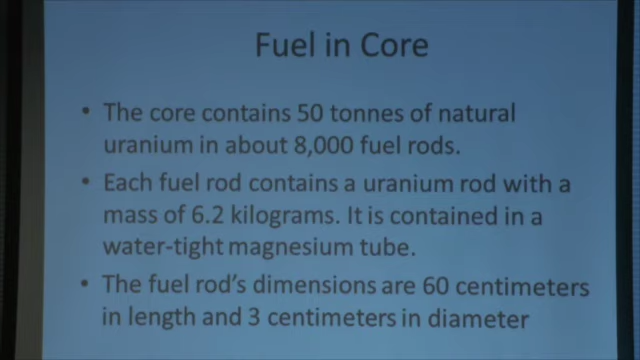 Fuel in Core
• The core contains 50 tonnes of natural
uranium in about 8,000 fuel rods.
• Each fuel rod contains a uranium rod with a
mass of 6.2 kilograms. It is contained in a
water-tight magnesium tube.
• The fuel rod's dimensions are 60 centimeters
in length and 3 centimeters in diameter